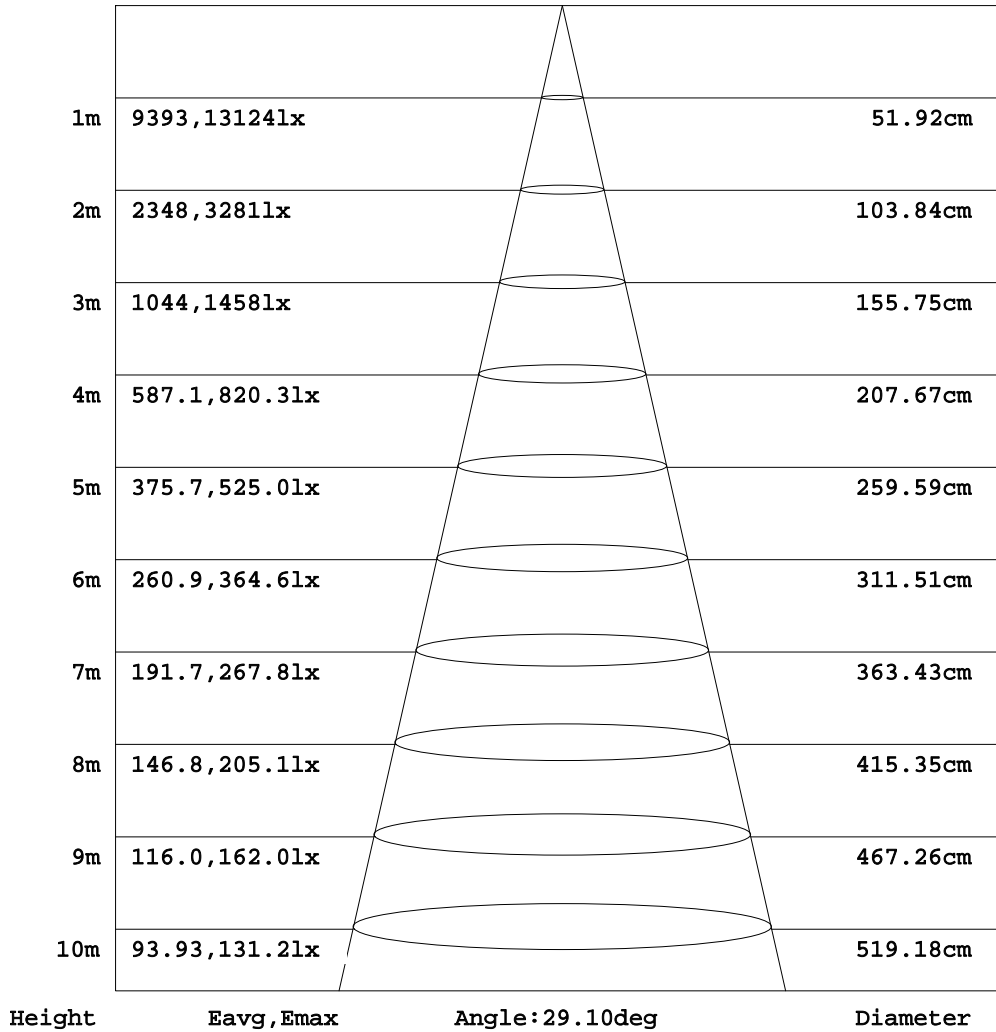 1m 9393,13124lx 51.92cm
2m 2348,3281lx 103.84cm
3m 1044,1458lx 155.75cm
4m 587.1,820.3lx 207.67cm
5m 375.7,525.0lx 259.59cm
6m 260.9,364.6lx 311.51cm
7m 191.7,267.8lx 363.43cm
8m 146.8,205.1lx 415.35cm
9m 116.0,162.0lx 467.26cm
10m 93.93,131.2lx 519.18cm
Height Eavg,Emax Angle:29.10deg Diameter